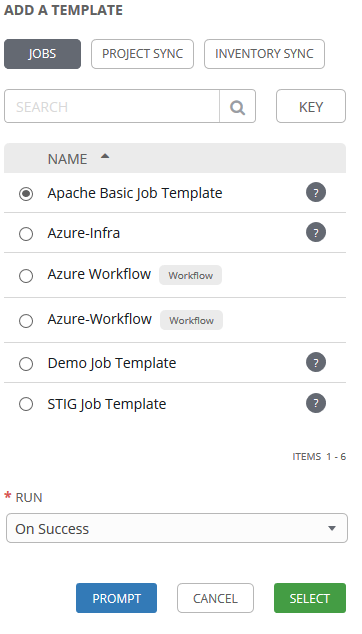 ADD A TEMPLATE
JOBS PROJECT SYNC INVENTORY SYNC
SEARCH KEY
NAME
Apache Basic Job Template ?
Azure-Infra ?
Azure Workflow Workflow
Azure-Workflow Workflow
Demo Job Template ?
STIG Job Template ?
ITEMS 1 - 6
* RUN
On Success
PROMPT CANCEL SELECT